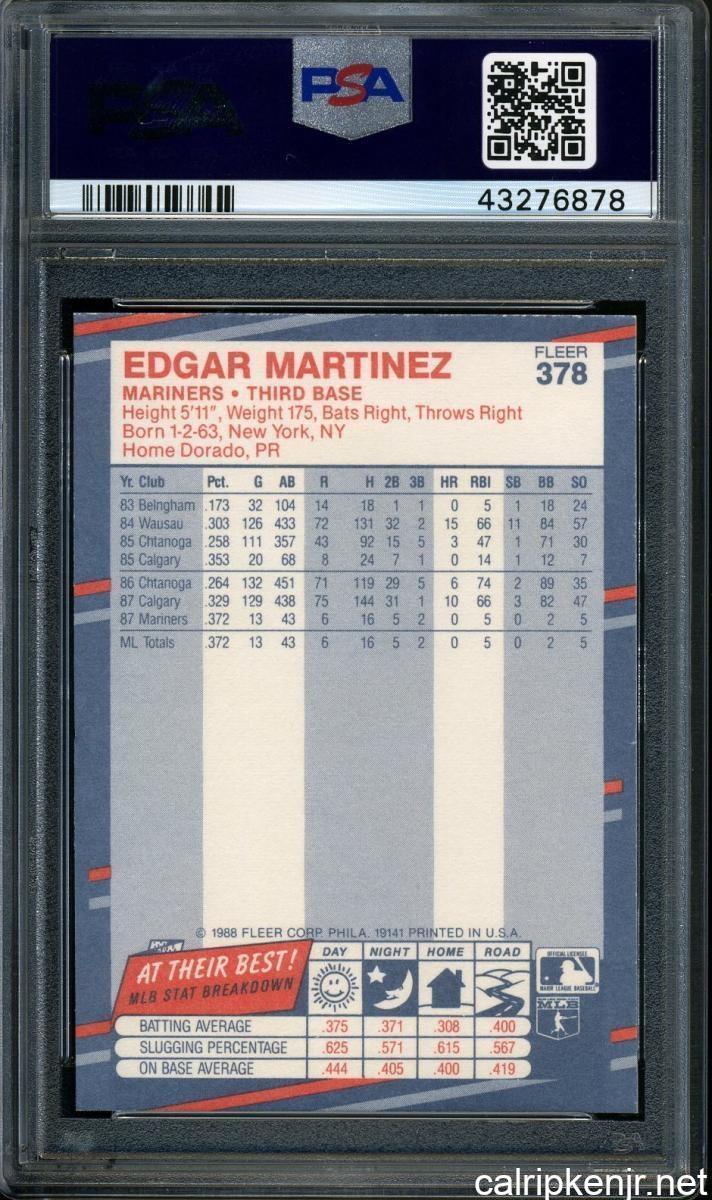 PSA
PSA
43276878
EDGAR MARTINEZ
FLEER
378
MARINERS • THIRD BASE
Height 5'11", Weight 175, Bats Right, Throws Right
Born 1-2-63, New York, NY
Home Dorado, PR
Yr. Club Pct. G AB R H 2B 3B HR RBI SB BB SO
83 Belngham .173 32 104 14 18 1 1 0 5 1 18 24
84 Wausau .303 126 433 72 131 32 2 15 66 11 84 57
85 Chtanoga .258 111 357 43 92 15 5 3 47 1 71 30
85 Calgary .353 20 68 8 24 7 1 0 14 1 12 7
86 Chtanoga .264 132 451 71 119 29 5 6 74 2 89 35
87 Calgary .329 129 438 75 144 31 1 10 66 3 82 47
87 Mariners .372 13 43 6 16 5 2 0 5 0 2 5
ML Totals .372 13 43 6 16 5 2 0 5 0 2 5
© 1988 FLEER CORP. PHILA. 19141 PRINTED IN U.S.A.
AT THEIR BEST!
MLB STAT BREAKDOWN
DAY NIGHT HOME ROAD
OFFICIAL LICENSEE
MAJOR LEAGUE BASEBALL
BATTING AVERAGE .375 .371 .308 .400
SLUGGING PERCENTAGE .625 .571 .615 .567
ON BASE AVERAGE .444 .405 .400 .419
calripkenjr.net